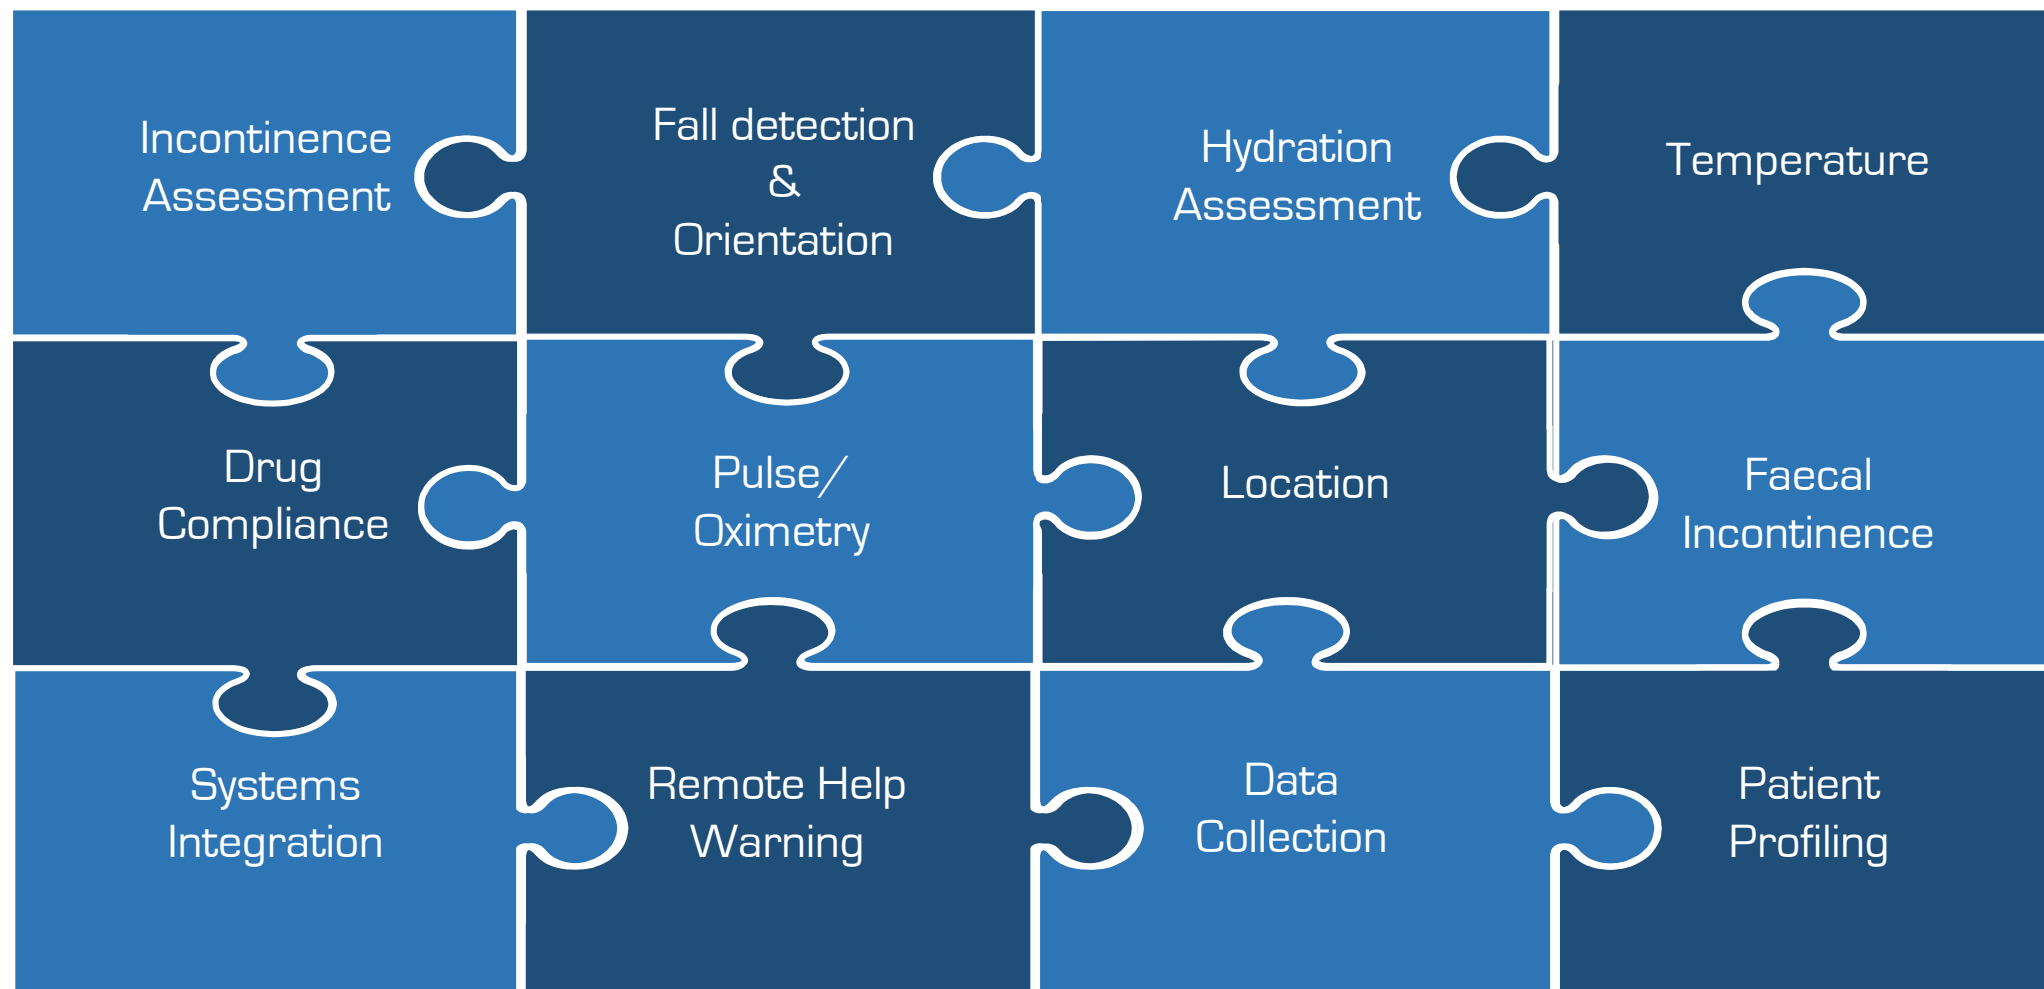 Incontinence
Assessment
Fall detection
&
Orientation
Hydration
Assessment
Temperature
Drug
Compliance
Pulse/
Oximetry
Location
Faecal
Incontinence
Systems
Integration
Remote Help
Warning
Data
Collection
Patient
Profiling